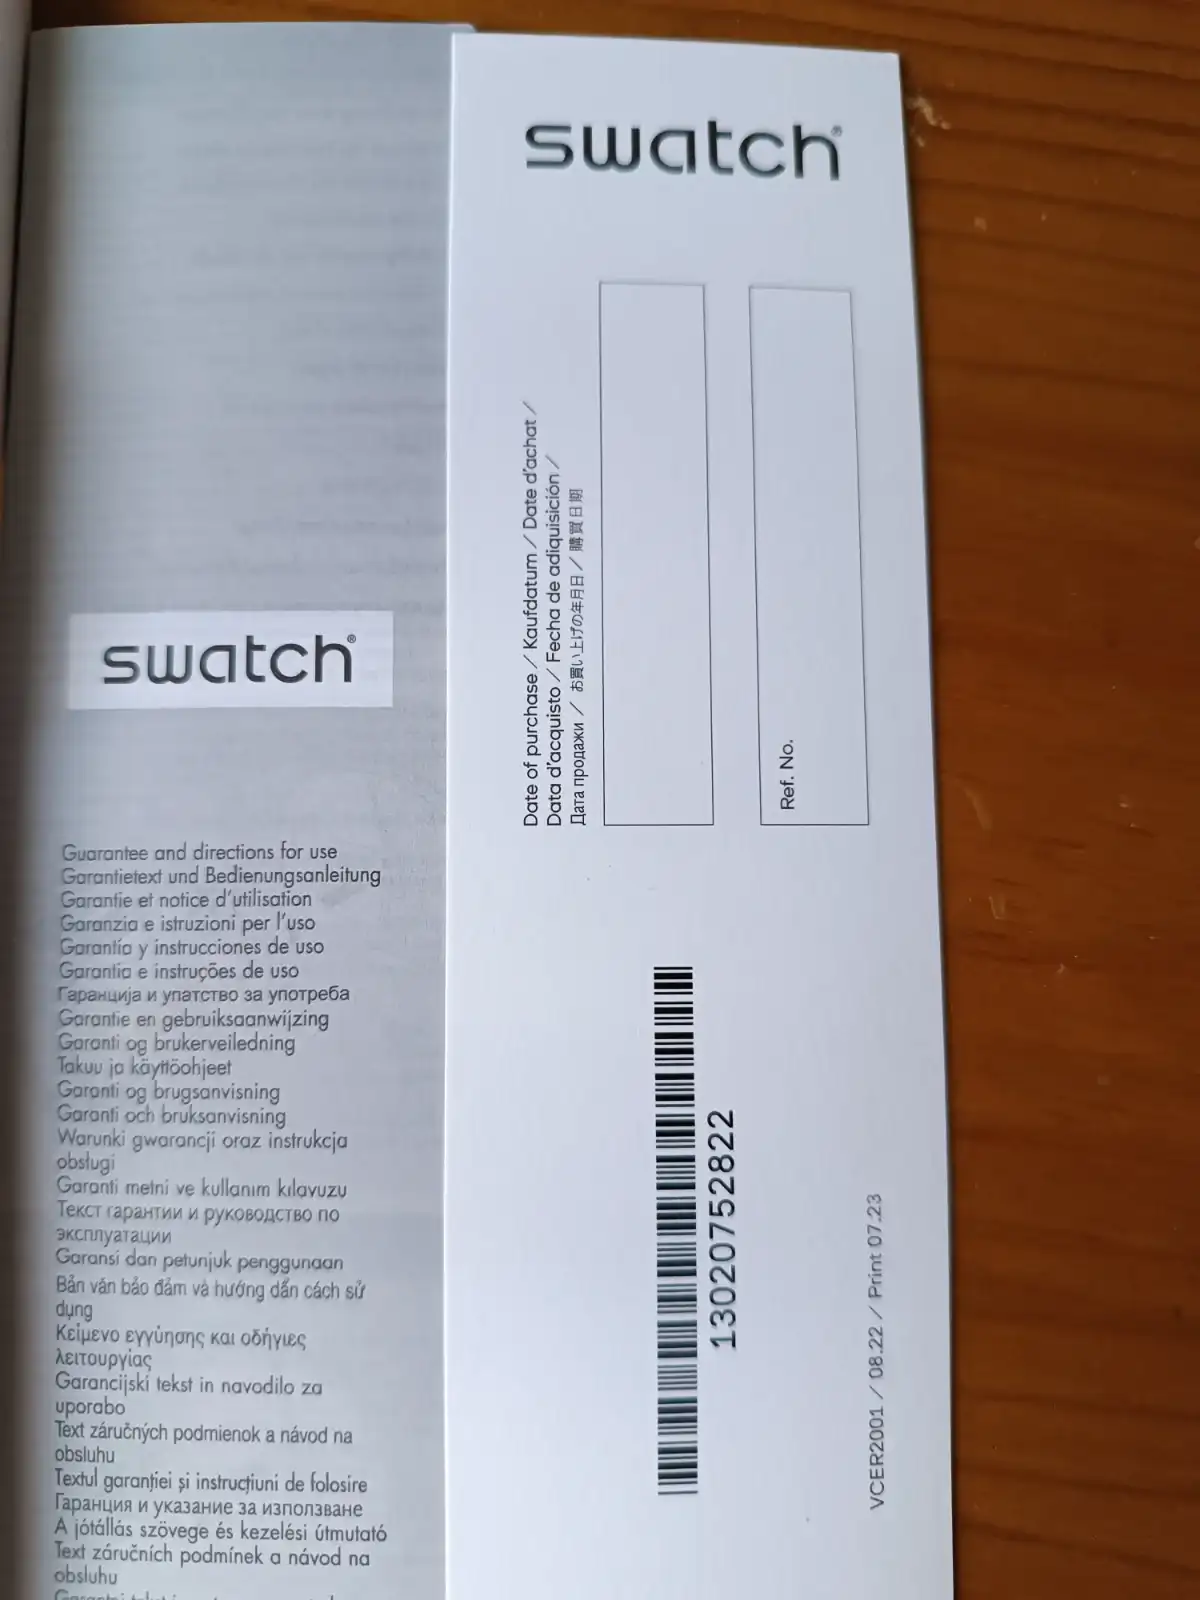 swatch®
Guarantee and directions for use
Garantietext und Bedienungsanleitung
Garantie et notice d'utilisation
Garanzia e istruzioni per l'uso
Garantía y instrucciones de uso
Garantia e instruções de uso
Гаранција и упатство за употреба
Garantie en gebruiksaanwijzing
Garanti og brukerveiledning
Takuu ja käyttöohjeet
Garanti og brugsanvisning
Garanti och bruksanvisning
Warunki gwarancji oraz instrukcja
obsługi
Garanti metni ve kullanım kılavuzu
Текст гарантии и руководство по
эксплуатации
Garansi dan petunjuk penggunaan
Bản văn bảo đảm và hướng dẩn cách sử
dụng
Κείμενο εγγύησης και οδήγιες
λειτουργίας
Garancijski tekst in navodilo za
uporabo
Text záručných podmienok a návod na
obsluhu
Textul garanției și instrucțiuni de folosire
Гаранция и указание за използване
A jótállás szövege és kezelési útmutató
Text záručních podmínek a návod na
obsluhu
swatch®
Date of purchase / Kaufdatum / Date d'achat /
Data d'acquisto / Fecha de adiquisición /
Дата продажи / お買い上げの年月日 / 購買日期
Ref. No.
13020752822
VCER2001 / 08.22 / Print 07.23